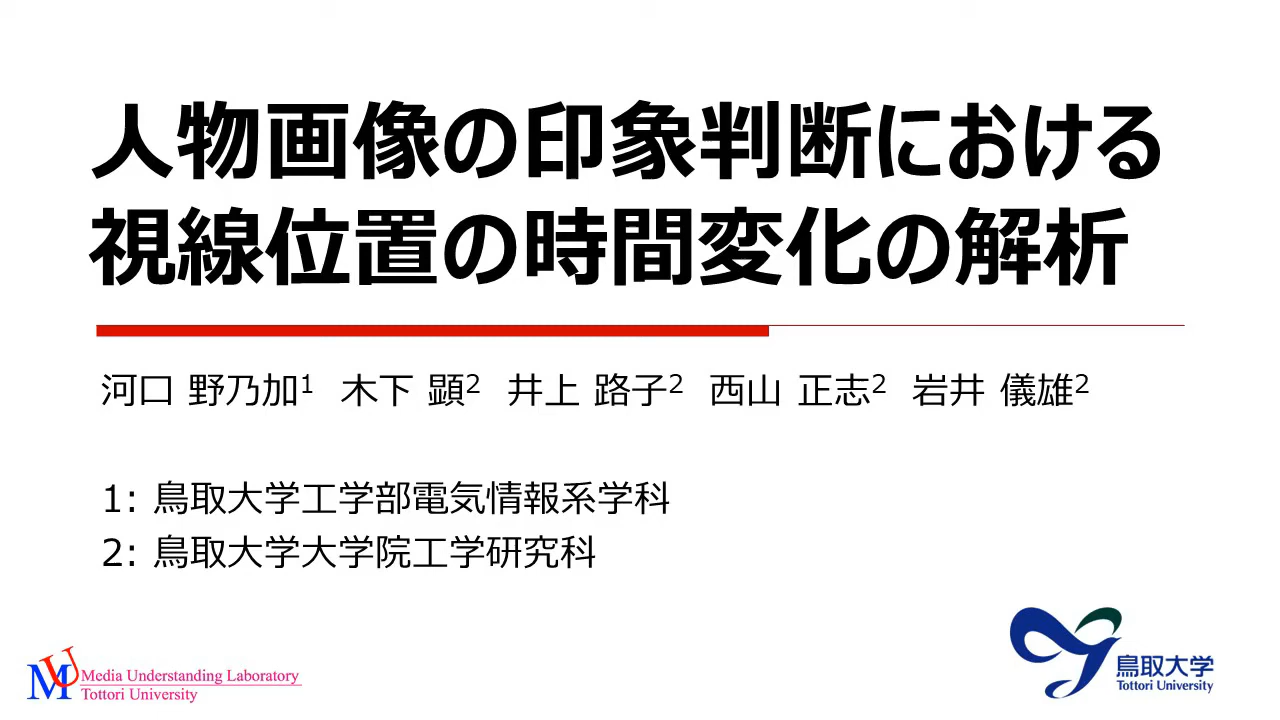 人物画像の印象判断における
視線位置の時間変化の解析
河口 野乃加1 木下 顕2 井上 路子2 西山 正志2 岩井 儀雄2
1: 鳥取大学工学部電気情報系学科
2: 鳥取大学大学院工学研究科
MU
Media Understanding Laboratory
Tottori University
鳥取大学
Tottori University